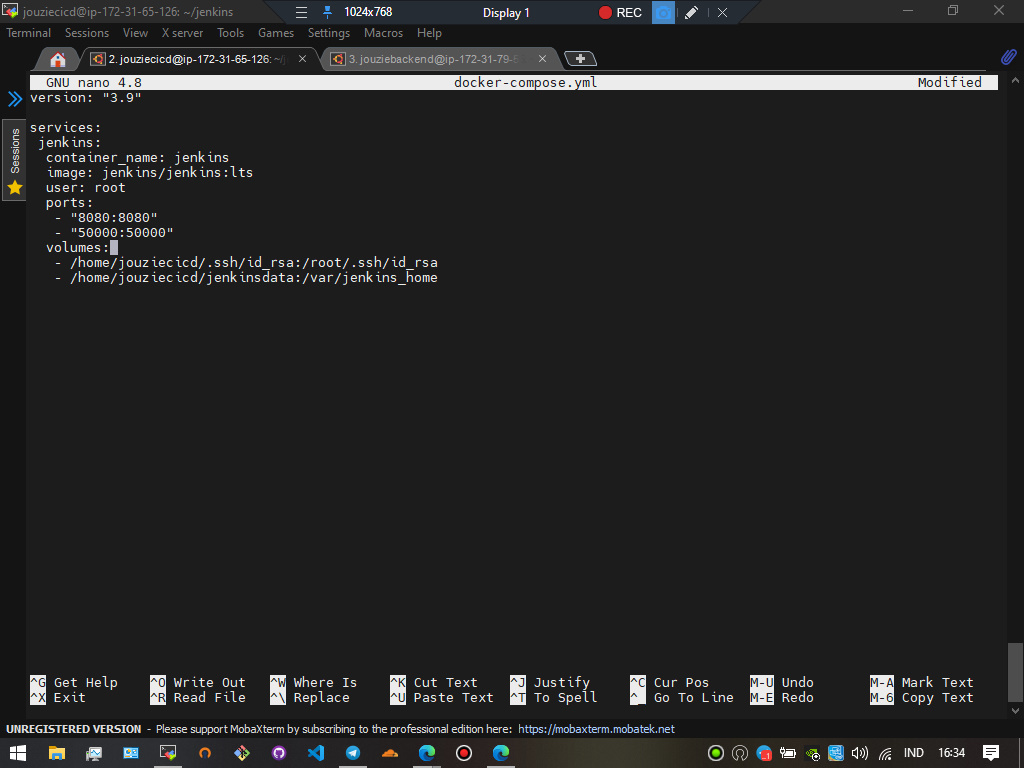 jouziecicd@ip-172-31-65-126: ~/jenkins
1024x768 Display 1 REC
Terminal Sessions View X server Tools Games Settings Macros Help
2. jouziecicd@ip-172-31-65-126: ~/j 3. jouziebackend@ip-172-31-79-8
GNU nano 4.8 docker-compose.yml Modified
version: "3.9"
services:
jenkins:
container_name: jenkins
image: jenkins/jenkins:lts
user: root
ports:
- "8080:8080"
- "50000:50000"
volumes:
- /home/jouziecicd/.ssh/id_rsa:/root/.ssh/id_rsa
- /home/jouziecicd/jenkinsdata:/var/jenkins_home
Sessions
^G Get Help ^O Write Out ^W Where Is ^K Cut Text ^J Justify ^C Cur Pos M-U Undo M-A Mark Text
^X Exit ^R Read File ^\ Replace ^U Paste Text ^T To Spell ^_ Go To Line M-E Redo M-6 Copy Text
UNREGISTERED VERSION - Please support MobaXterm by subscribing to the professional edition here: https://mobaxterm.mobatek.net
IND 16:34